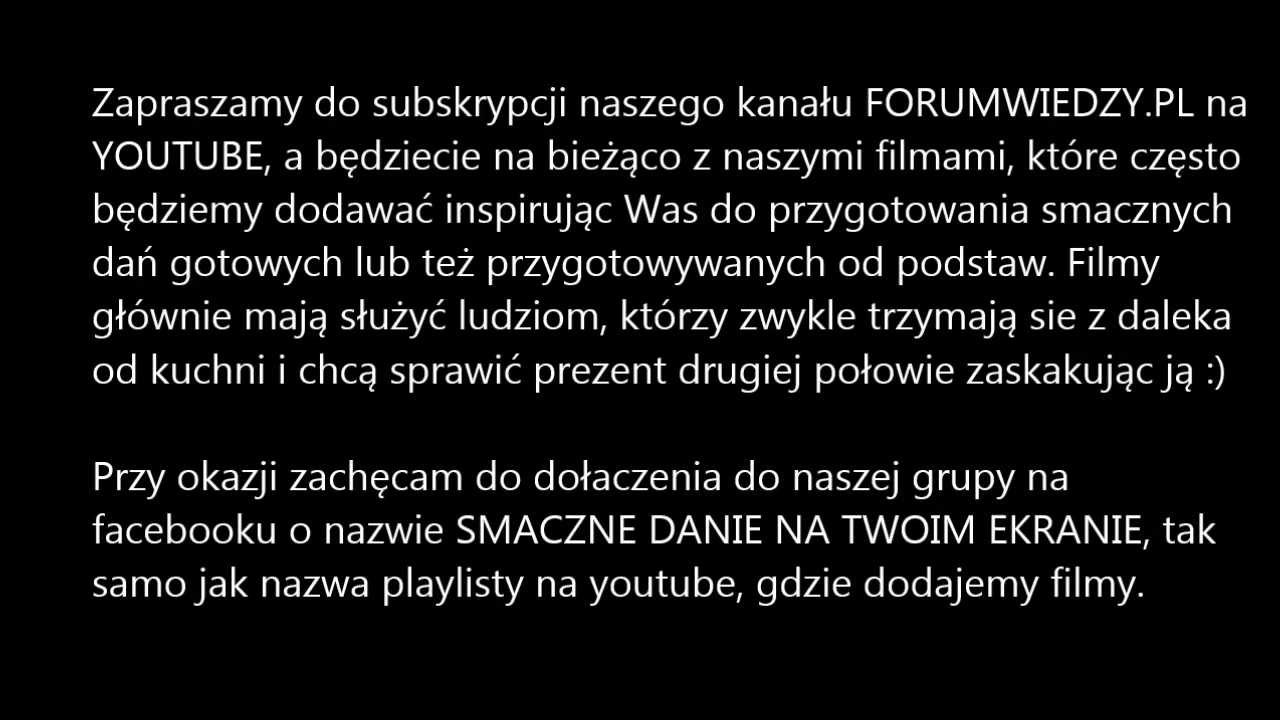 Zapraszamy do subskrypcji naszego kanału FORUMWIEDZY.PL na
YOUTUBE, a będziecie na bieżąco z naszymi filmami, które często
będziemy dodawać inspirując Was do przygotowania smacznych
dań gotowych lub też przygotowywanych od podstaw. Filmy
głównie mają służyć ludziom, którzy zwykle trzymają sie z daleka
od kuchni i chcą sprawić prezent drugiej połowie zaskakując ją :)
Przy okazji zachęcam do dołaczenia do naszej grupy na
facebooku o nazwie SMACZNE DANIE NA TWOIM EKRANIE, tak
samo jak nazwa playlisty na youtube, gdzie dodajemy filmy.